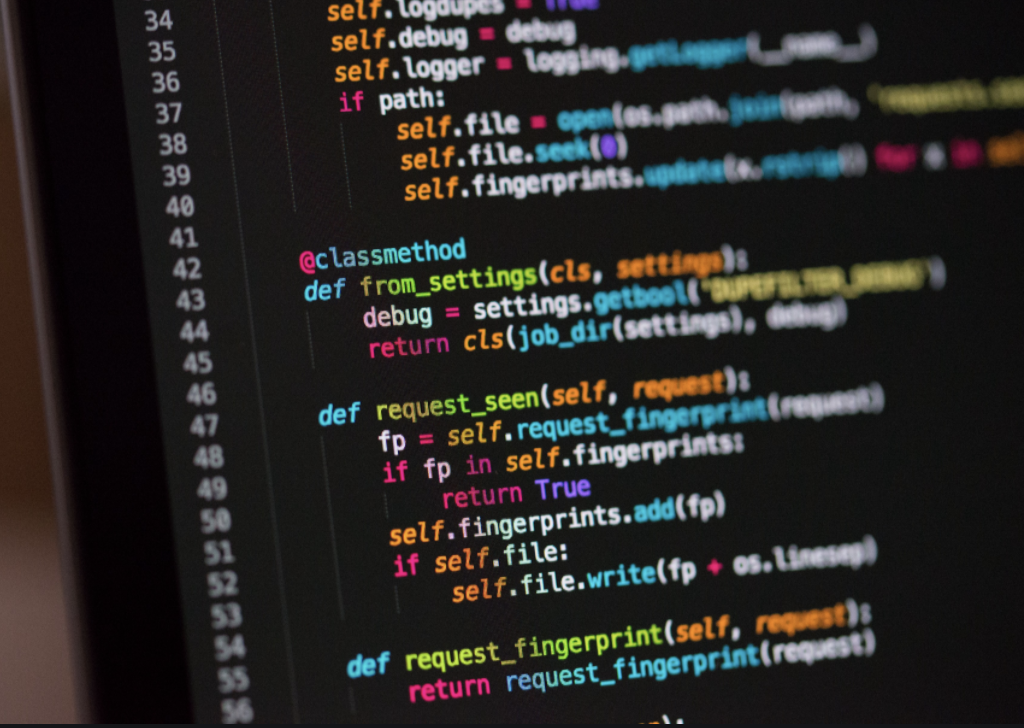 34 self.logdupes = True
35 self.debug = debug
36 self.logger = logging.getLogger(__name__)
37 if path:
38 self.file = open(os.path.join(path,
39 self.file.seek(0)
40 self.fingerprints.update(x.rstrip() for x in
41
42 @classmethod
43 def from_settings(cls, settings):
44 debug = settings.getbool('DUPEFILTER_DEBUG')
45 return cls(job_dir(settings), debug)
46
47 def request_seen(self, request):
48 fp = self.request_fingerprint(request)
49 if fp in self.fingerprints:
50 return True
51 self.fingerprints.add(fp)
52 if self.file:
53 self.file.write(fp + os.linesep)
54
55 def request_fingerprint(self, request):
56 return request_fingerprint(request)